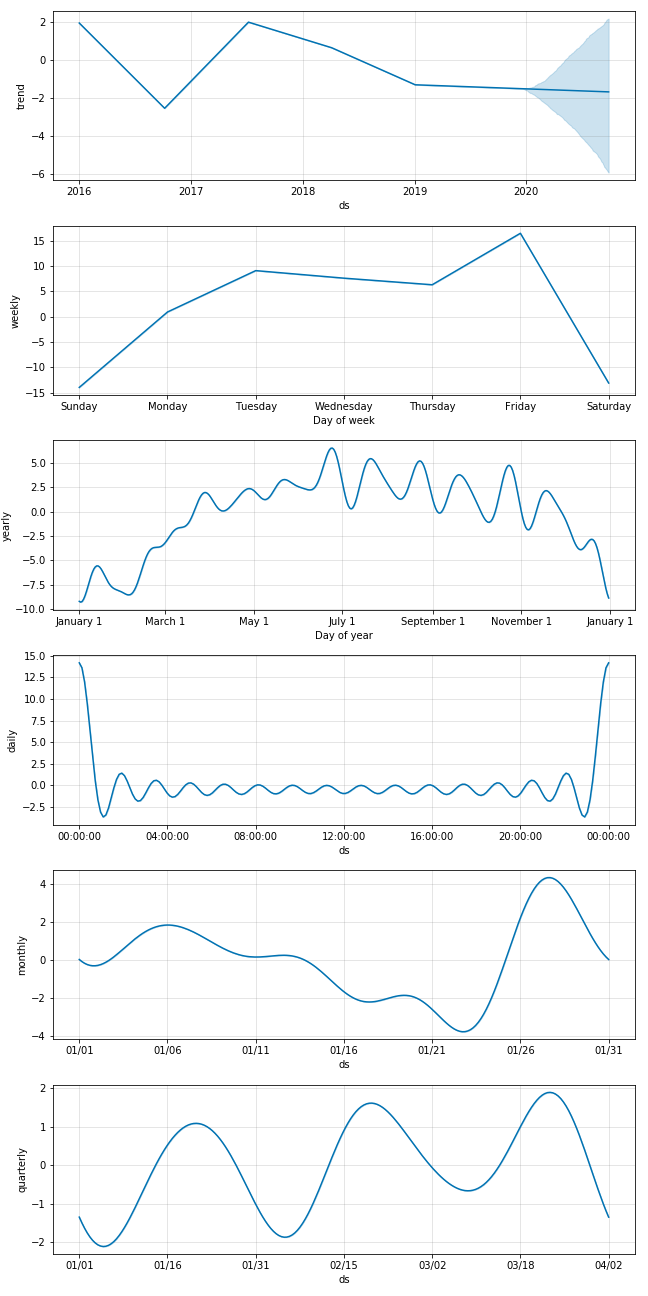 2
0
−2
−4
−6
trend
2016 2017 2018 2019 2020
ds
15
10
5
0
−5
−10
−15
weekly
Sunday Monday Tuesday Wednesday Thursday Friday Saturday
Day of week
5.0
2.5
0.0
−2.5
−5.0
−7.5
−10.0
yearly
January 1 March 1 May 1 July 1 September 1 November 1 January 1
Day of year
15.0
12.5
10.0
7.5
5.0
2.5
0.0
−2.5
daily
00:00:00 04:00:00 08:00:00 12:00:00 16:00:00 20:00:00 00:00:00
ds
4
2
0
−2
−4
monthly
01/01 01/06 01/11 01/16 01/21 01/26 01/31
ds
2
1
0
−1
−2
quarterly
01/01 01/16 01/31 02/15 03/02 03/18 04/02
ds